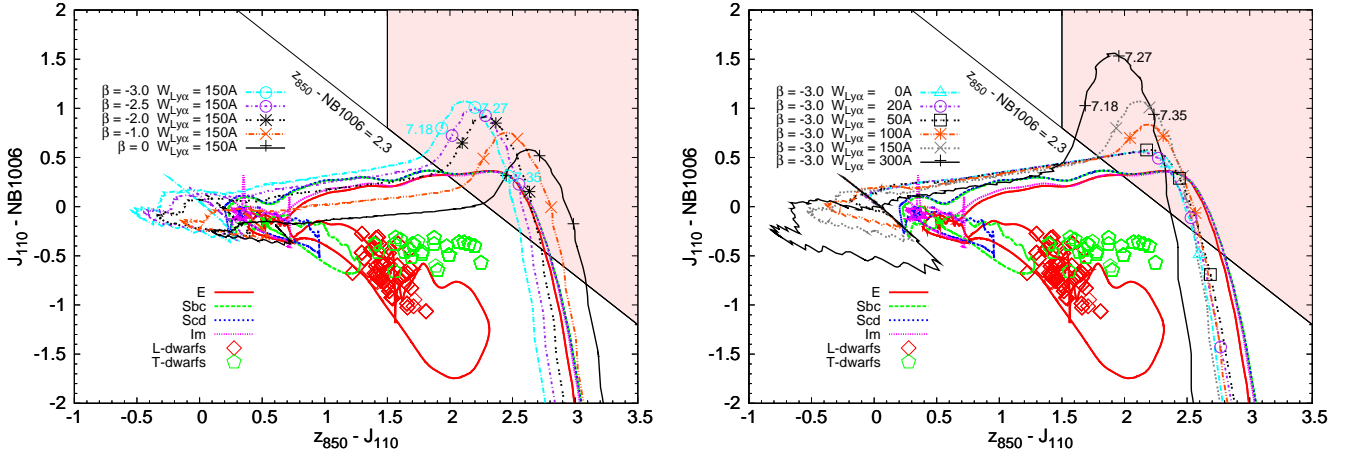 2
1.5
1
0.5
0
-0.5
-1
-1.5
-2
J110 - NB1006
-1
-0.5
0
0.5
1
1.5
2
2.5
3
3.5
z850 - J110
β = -3.0 WLyα = 150A
β = -2.5 WLyα = 150A
β = -2.0 WLyα = 150A
β = -1.0 WLyα = 150A
β = 0 WLyα = 150A
z850 - NB1006 = 2.3
7.18
7.27
7.35
E
Sbc
Scd
Im
L-dwarfs
T-dwarfs
2
1.5
1
0.5
0
-0.5
-1
-1.5
-2
J110 - NB1006
-1
-0.5
0
0.5
1
1.5
2
2.5
3
3.5
z850 - J110
β = -3.0 WLyα = 0A
β = -3.0 WLyα = 20A
β = -3.0 WLyα = 50A
β = -3.0 WLyα = 100A
β = -3.0 WLyα = 150A
β = -3.0 WLyα = 300A
z850 - NB1006 = 2.3
7.27
7.18
7.35
E
Sbc
Scd
Im
L-dwarfs
T-dwarfs